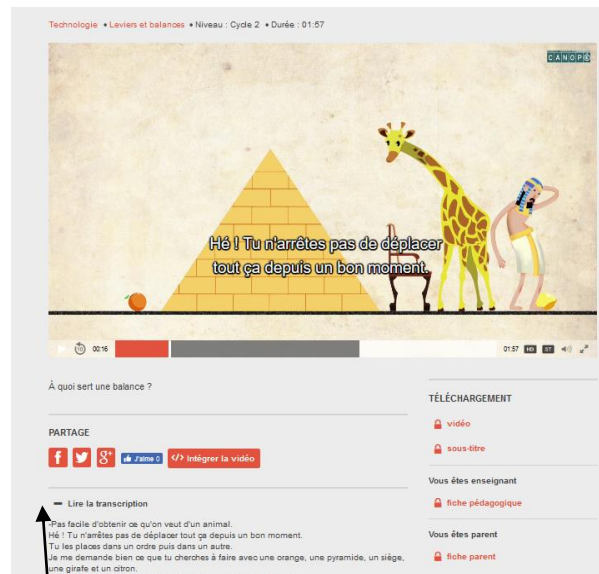 Technologie • Leviers et balances • Niveau : Cycle 2 • Durée : 01:57
CANOPÉ
Hé ! Tu n'arrêtes pas de déplacer
tout ça depuis un bon moment.
10 00:16 01:57 HD ST
À quoi sert une balance ?
PARTAGE
f g+ J'aime 0 </> Intégrer la vidéo
Lire la transcription
-Pas facile d'obtenir ce qu'on veut d'un animal.
Hé ! Tu n'arrêtes pas de déplacer tout ça depuis un bon moment.
Tu les places dans un ordre puis dans un autre.
Je me demande bien ce que tu cherches à faire avec une orange, une pyramide, un siège,
une girafe et un citron.
TÉLÉCHARGEMENT
vidéo
sous-titre
Vous êtes enseignant
fiche pédagogique
Vous êtes parent
fiche parent